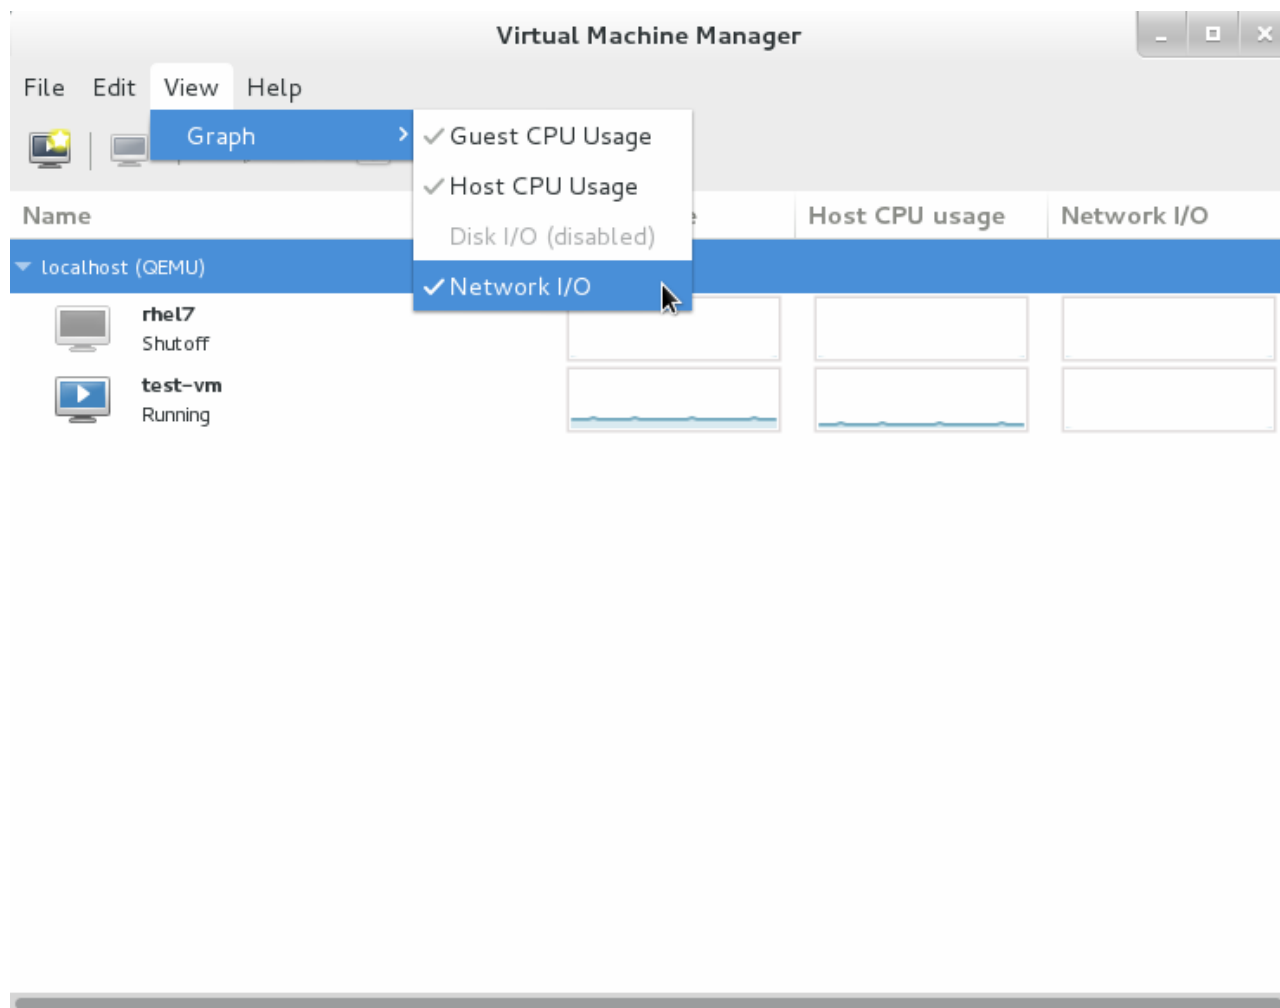 Virtual Machine Manager
File Edit View Help
Graph
Guest CPU Usage
Host CPU Usage
Disk I/O (disabled)
Network I/O
Name Host CPU usage Network I/O
localhost (QEMU)
rhel7
Shutoff
test-vm
Running